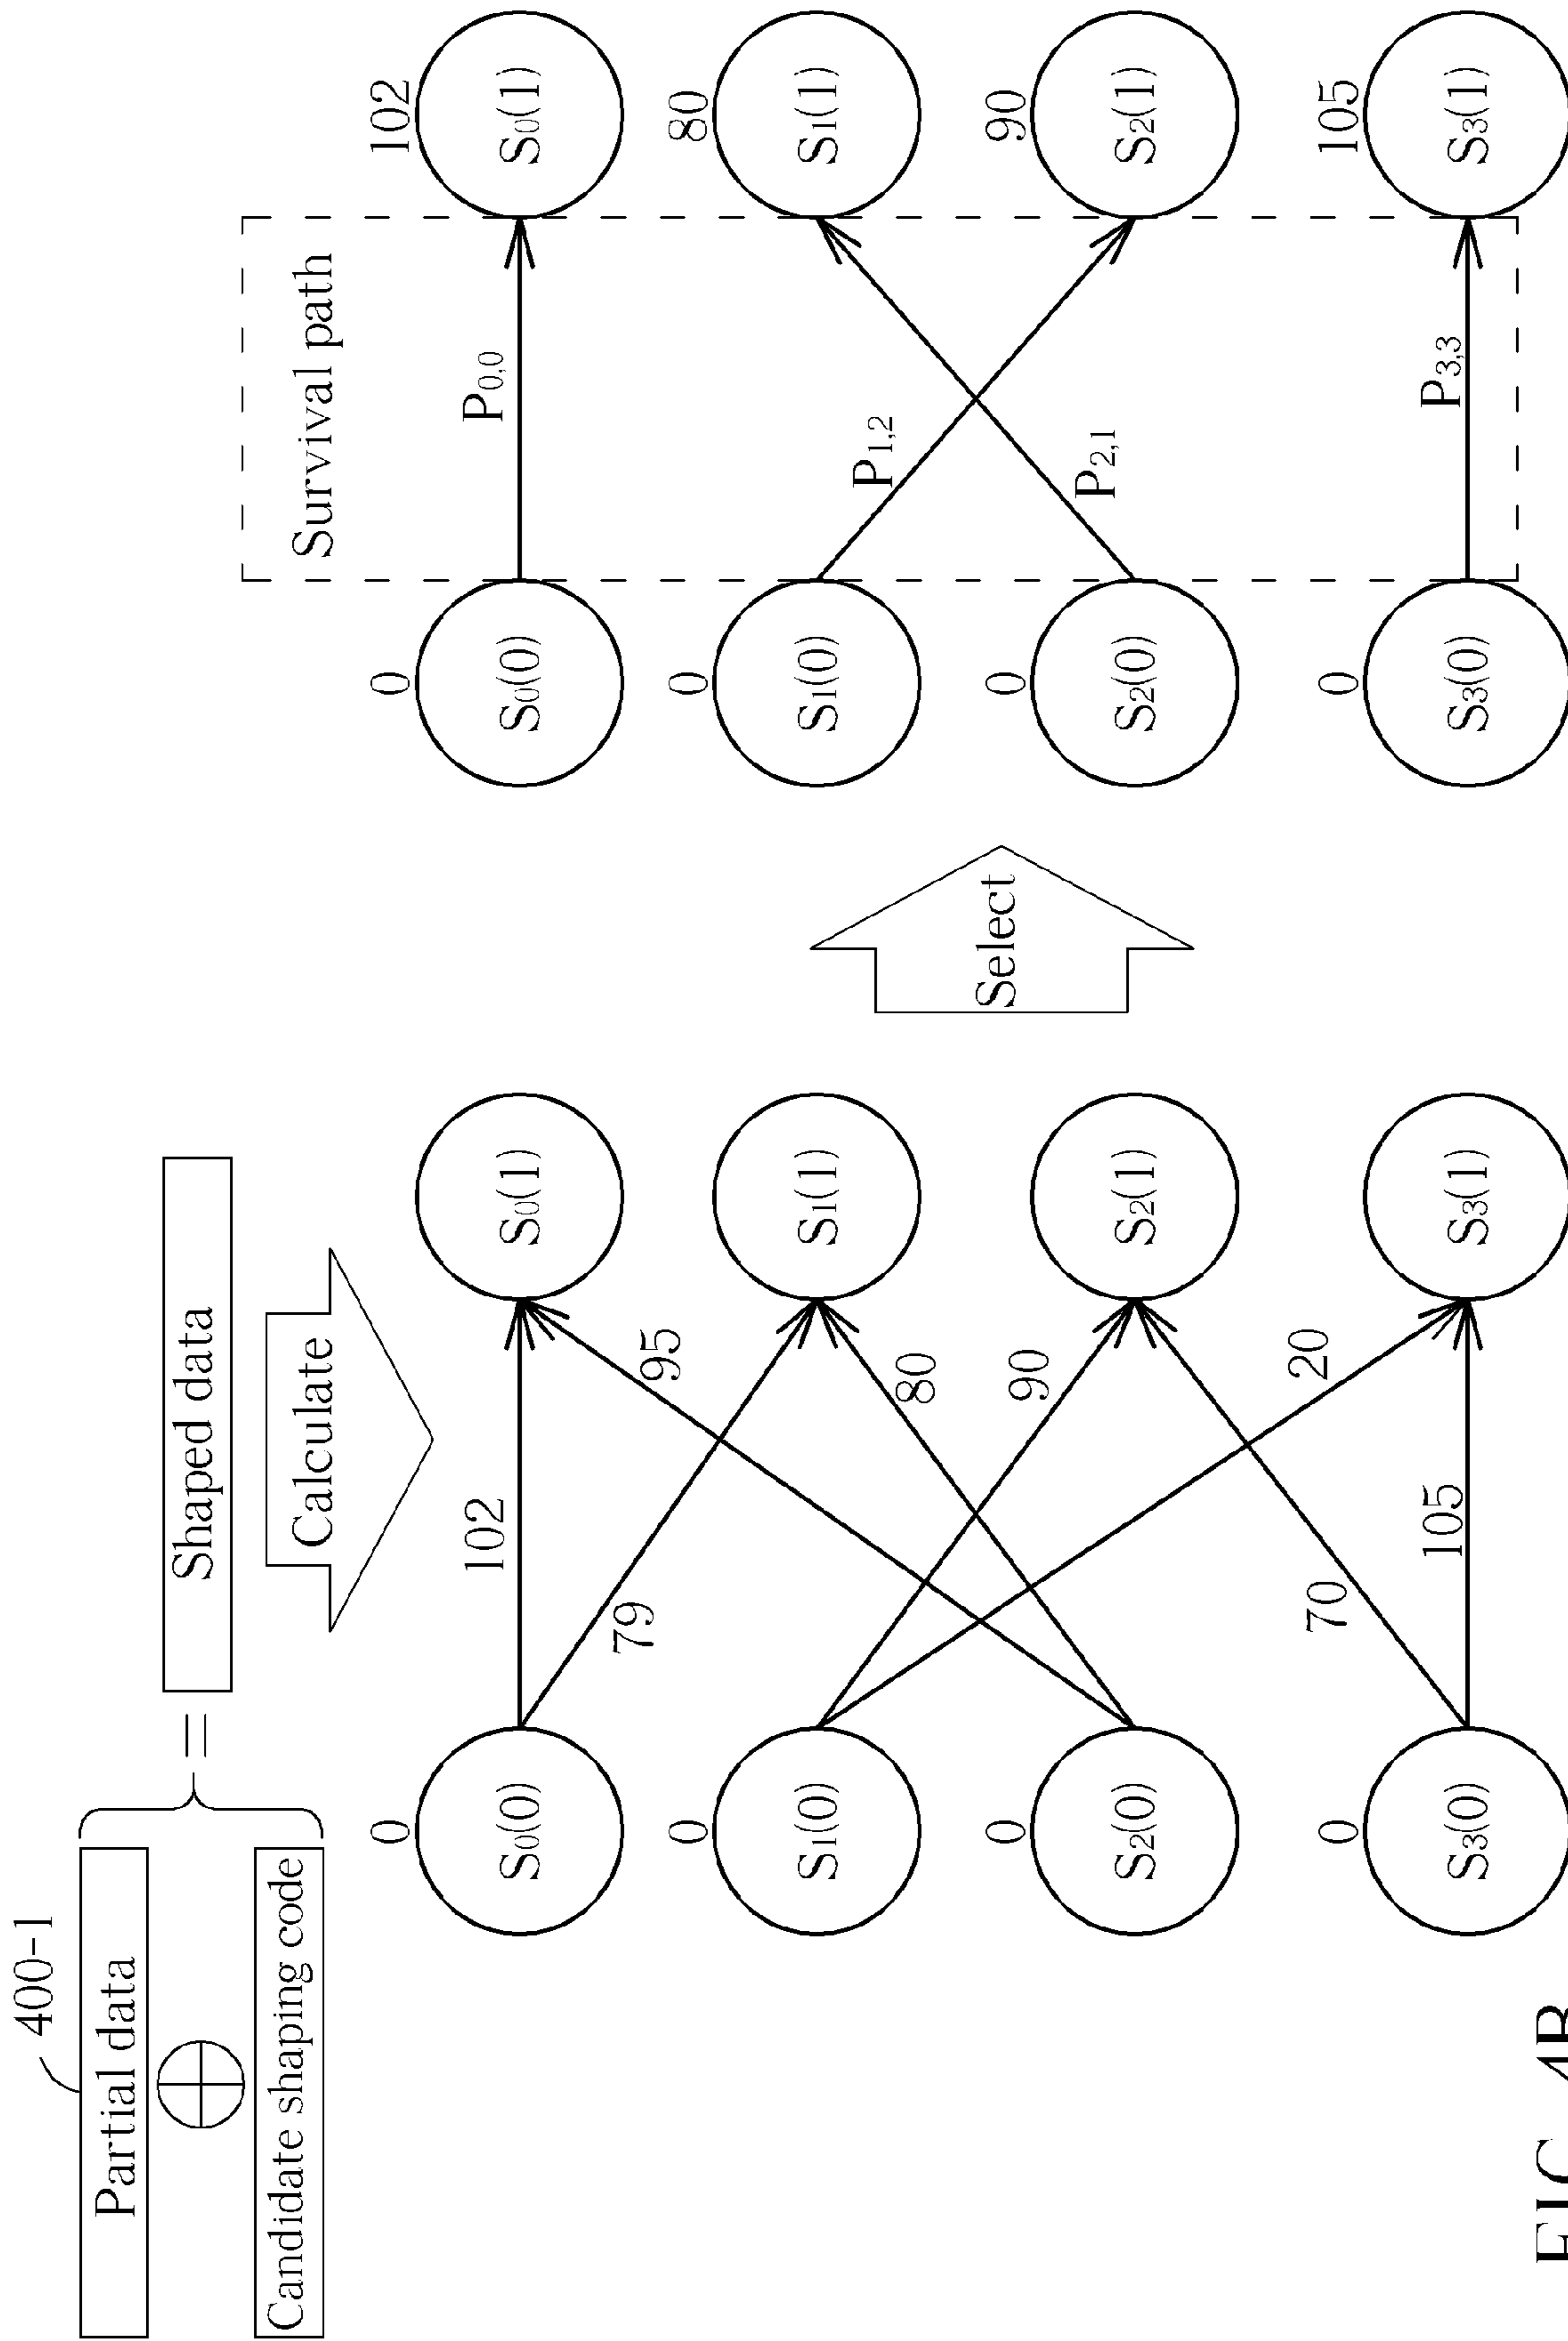 400-1
Partial data
Candidate shaping code
=
Shaped data
Calculate
0
S₀(0)
0
S₁(0)
0
S₂(0)
0
S₃(0)
102
79
95
80
90
20
70
105
S₀(1)
S₁(1)
S₂(1)
S₃(1)
Select
Survival path
0
S₀(0)
0
S₁(0)
0
S₂(0)
0
S₃(0)
P₀,₀
P₁,₂
P₂,₁
P₃,₃
102
S₀(1)
80
S₁(1)
90
S₂(1)
105
S₃(1)
FIG. 4B